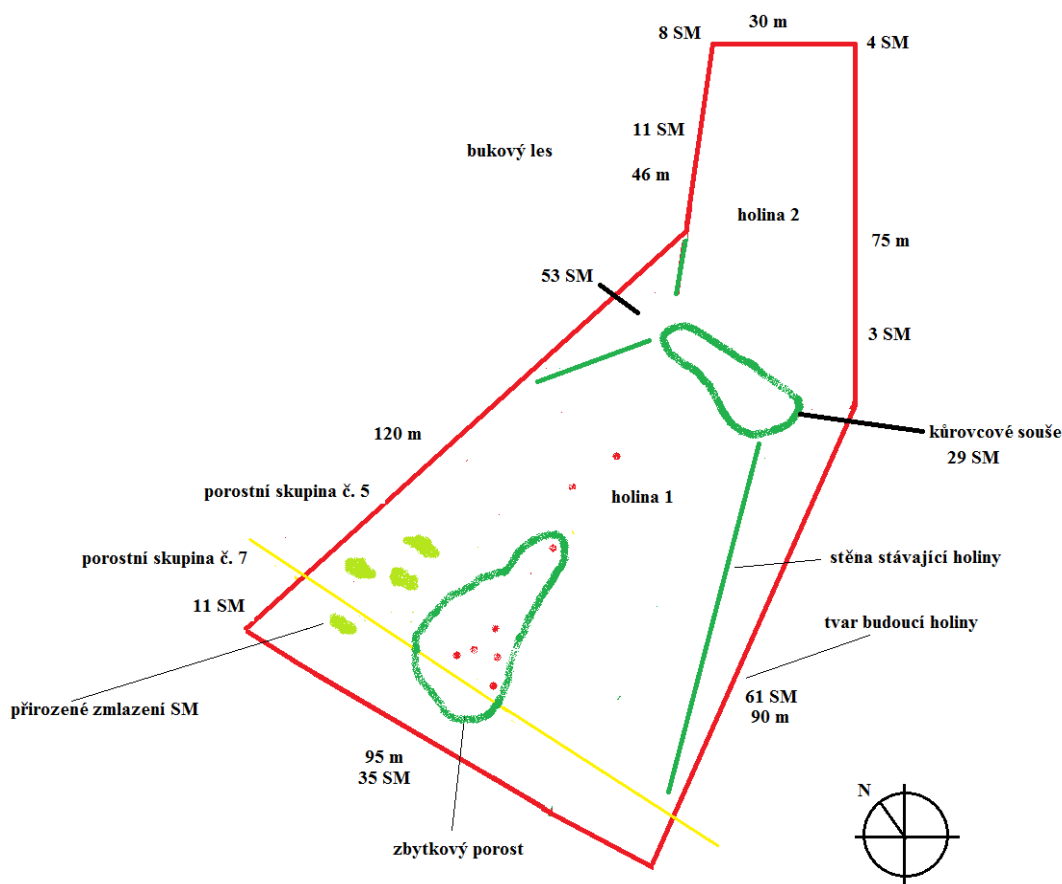 30 m
8 SM
4 SM
11 SM
bukový les
46 m
holina 2
75 m
53 SM
3 SM
120 m
kůrovcové souše
29 SM
porostní skupina č. 5
holina 1
porostní skupina č. 7
stěna stávající holiny
11 SM
tvar budoucí holiny
přirozené zmlazení SM
61 SM
90 m
95 m
35 SM
N
zbytkový porost